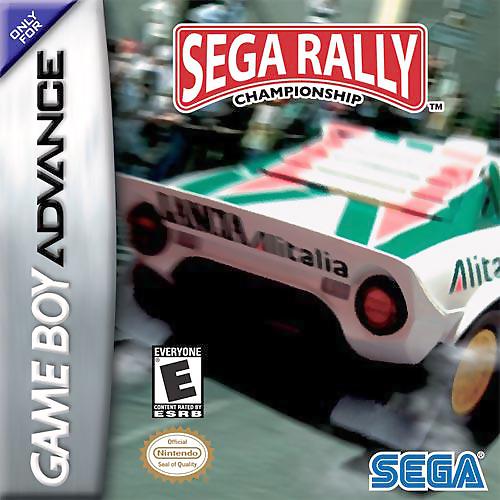 ONLY
FOR
GAME BOY ADVANCE
SEGA RALLY
CHAMPIONSHIP
TM
Alitalia
Alita
EVERYONE
E
CONTENT RATED BY
ESRB
Official
Nintendo
Seal of Quality
SEGA